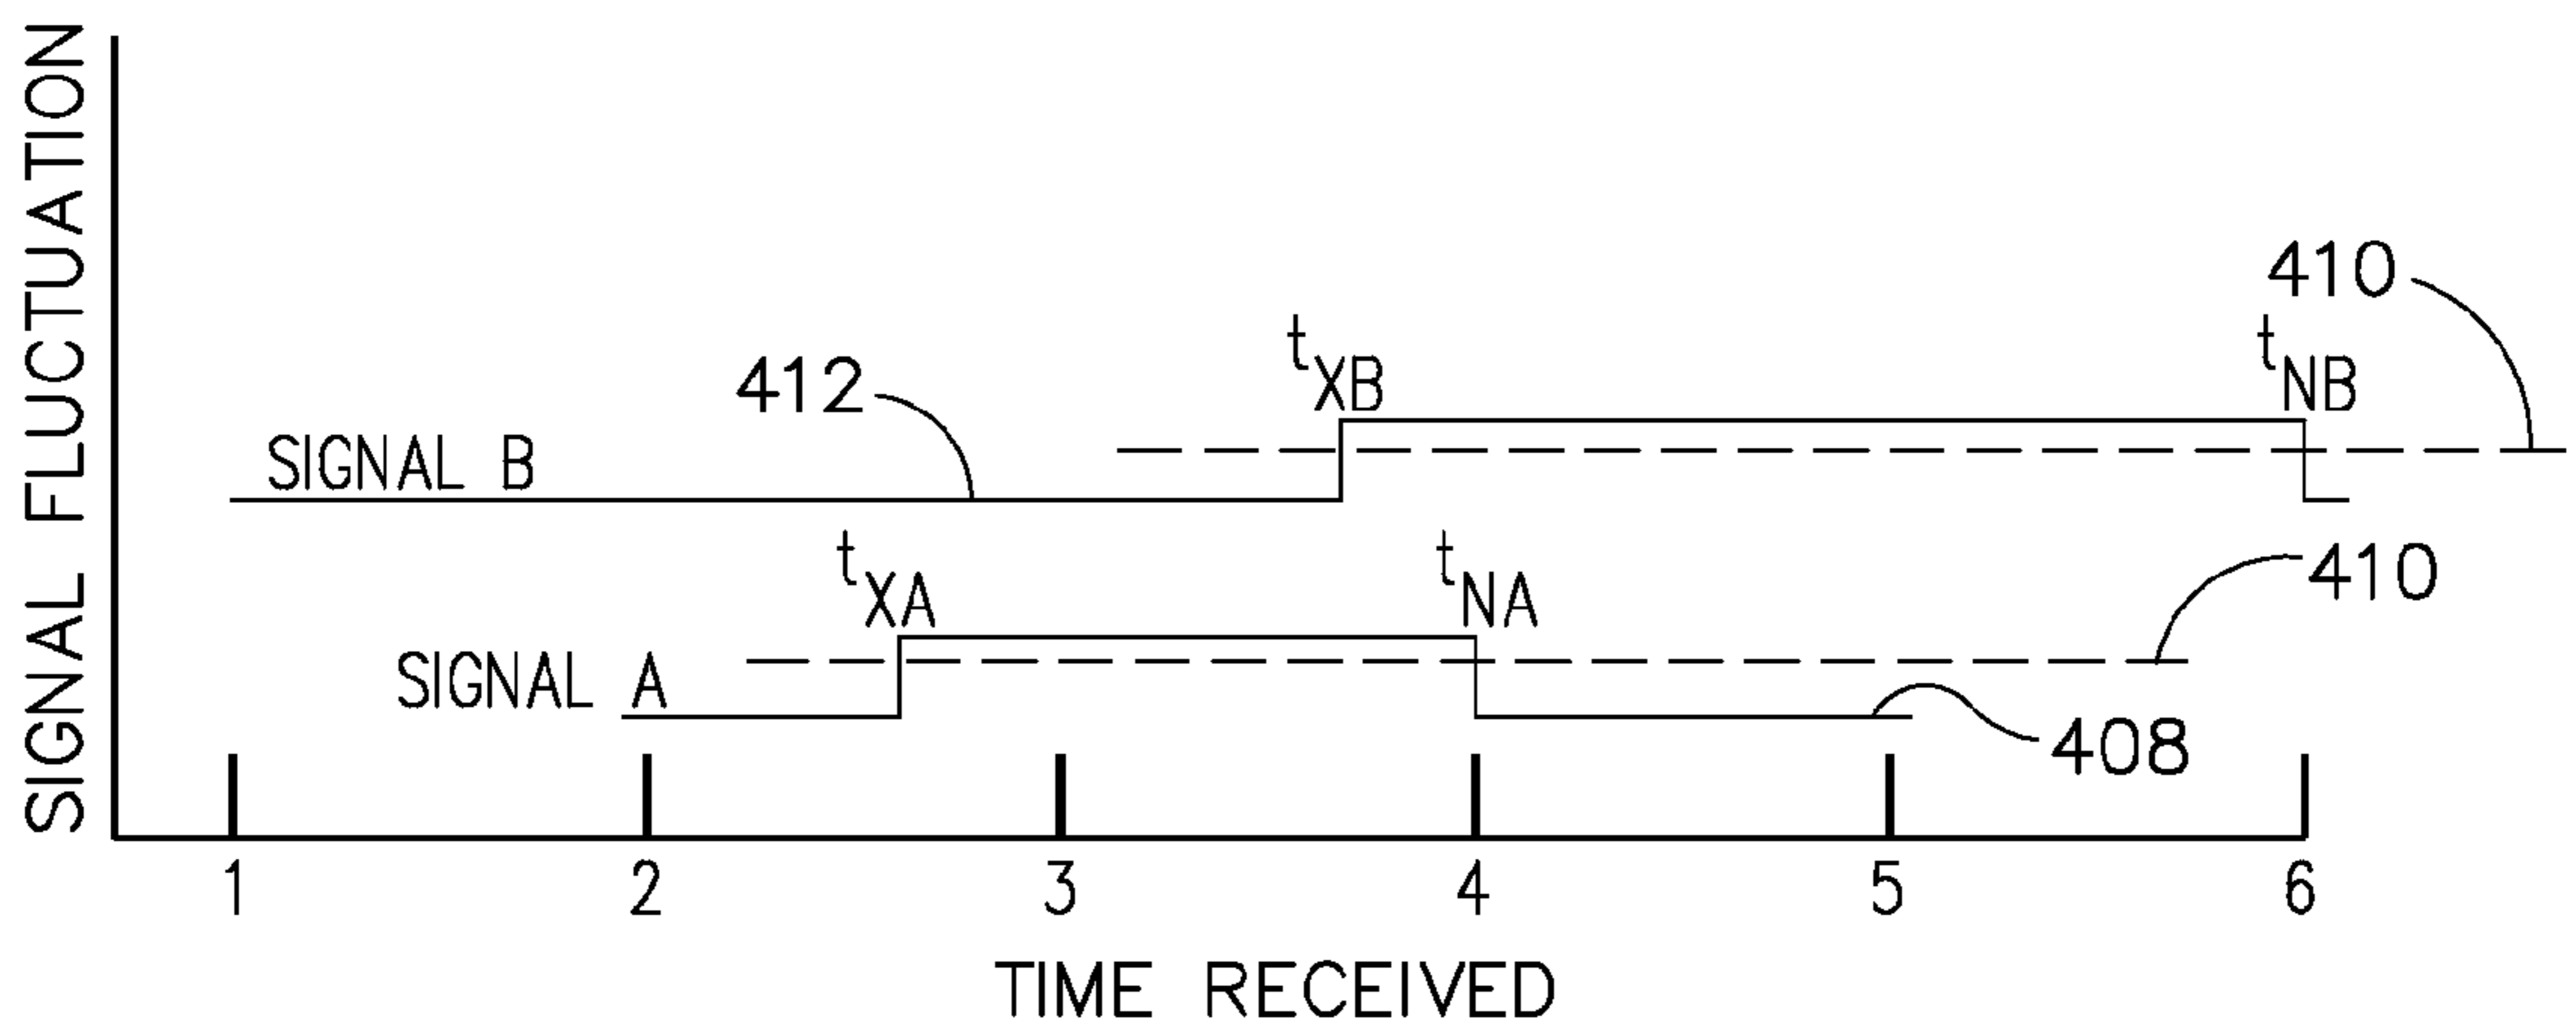 SIGNAL FLUCTUATION
410
tXB
tNB
412
SIGNAL B
tXA
tNA
410
SIGNAL A
408
1 2 3 4 5 6
TIME RECEIVED